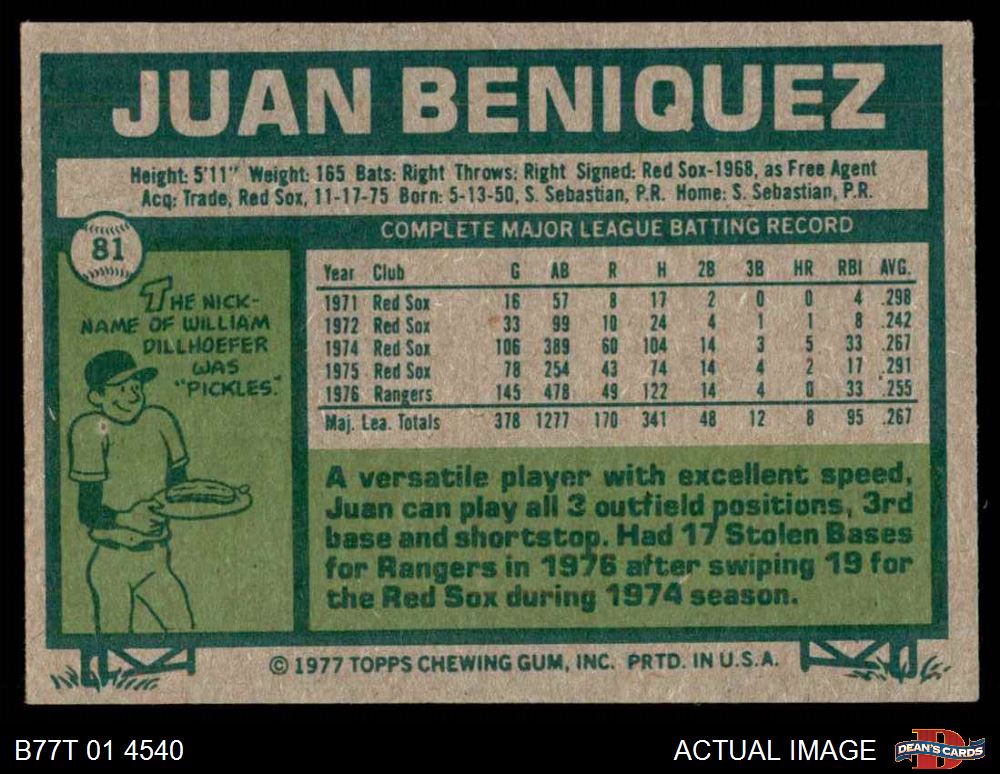 JUAN BENIQUEZ
Height: 5'11" Weight: 165 Bats: Right Throws: Right Signed: Red Sox-1968, as Free Agent
Acq: Trade, Red Sox, 11-17-75 Born: 5-13-50, S. Sebastian, P.R. Home: S. Sebastian, P.R.
81
THE NICK-
NAME OF WILLIAM
DILLHOEFER
WAS
"PICKLES."
COMPLETE MAJOR LEAGUE BATTING RECORD
Year Club G AB R H 2B 3B HR RBI AVG.
1971 Red Sox 16 57 8 17 2 0 0 4 .298
1972 Red Sox 33 99 10 24 4 1 1 8 .242
1974 Red Sox 106 389 60 104 14 3 5 33 .267
1975 Red Sox 78 254 43 74 14 4 2 17 .291
1976 Rangers 145 478 49 122 14 4 0 33 .255
Maj. Lea. Totals 378 1277 170 341 48 12 8 95 .267
A versatile player with excellent speed,
Juan can play all 3 outfield positions, 3rd
base and shortstop. Had 17 Stolen Bases
for Rangers in 1976 after swiping 19 for
the Red Sox during 1974 season.
© 1977 TOPPS CHEWING GUM, INC. PRTD. IN U.S.A.
B77T 01 4540
ACTUAL IMAGE
D
DEAN'S CARDS